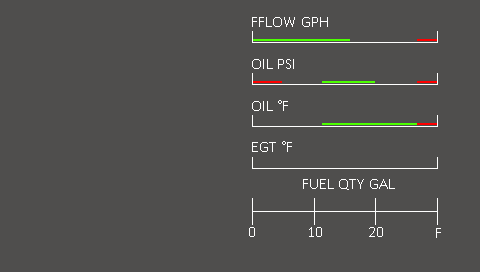 FFLOW GPH
OIL PSI
OIL °F
EGT °F
FUEL QTY GAL
0 10 20 F